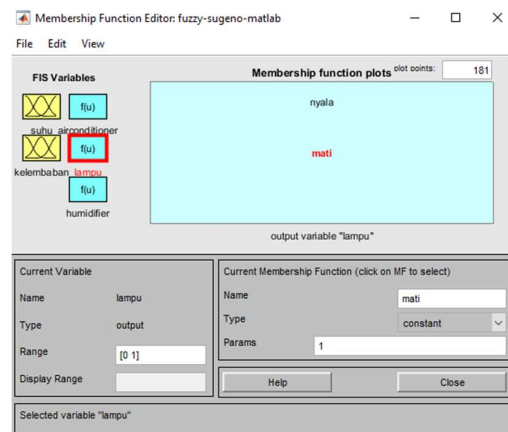 Membership Function Editor: fuzzy-sugeno-matlab
File Edit View
FIS Variables
f(u)
suhu airconditioner
f(u)
kelembaban lampu
f(u)
humidifier
Membership function plots
plot points: 181
nyala
mati
output variable "lampu"
Current Variable
Name lampu
Type output
Range [0 1]
Display Range
Current Membership Function (click on MF to select)
Name mati
Type constant
Params 1
Help Close
Selected variable "lampu"